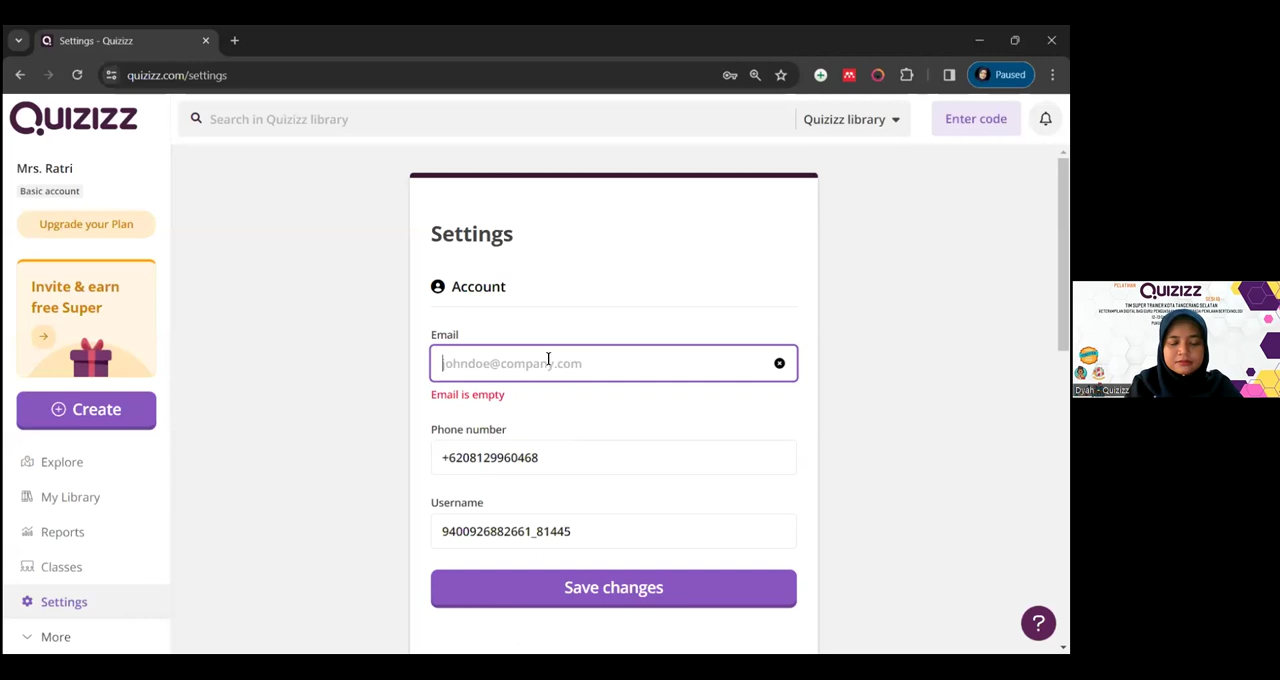 Settings - Quizizz
quizizz.com/settings
Paused
QUIZIZZ
Search in Quizizz library
Quizizz library
Enter code
Mrs. Ratri
Basic account
Upgrade your Plan
Invite & earn
free Super
Create
Explore
My Library
Reports
Classes
Settings
More
Settings
Account
Email
johndoe@company.com
Email is empty
Phone number
+6208129960468
Username
9400926882661_81445
Save changes
?
PELATIHAN
QUIZIZZ
SESI
TIM SUPER TRAINER KOTA TANGERANG SELATAN
Dyah - Quizizz